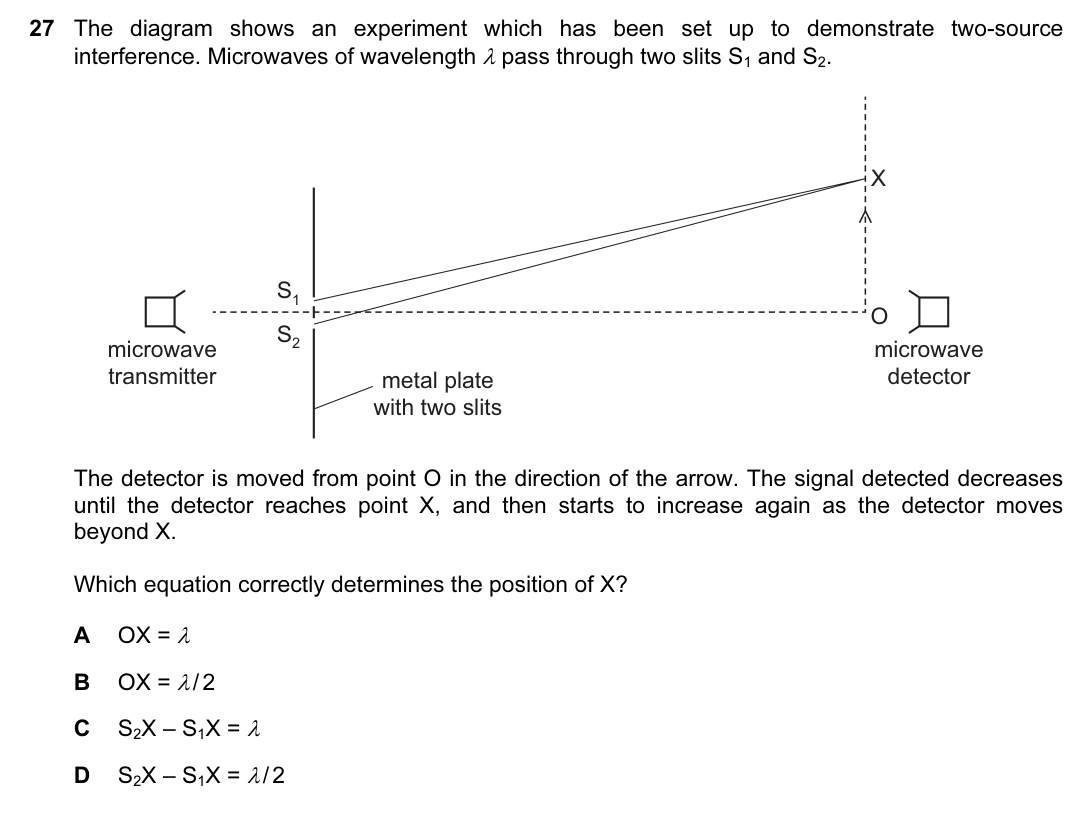 27 The diagram shows an experiment which has been set up to demonstrate two-source
interference. Microwaves of wavelength λ pass through two slits S₁ and S₂.
X
S₁
O
S₂
microwave
transmitter
microwave
detector
metal plate
with two slits
The detector is moved from point O in the direction of the arrow. The signal detected decreases
until the detector reaches point X, and then starts to increase again as the detector moves
beyond X.
Which equation correctly determines the position of X?
A OX = λ
B OX = λ/2
C S₂X – S₁X = λ
D S₂X – S₁X = λ/2